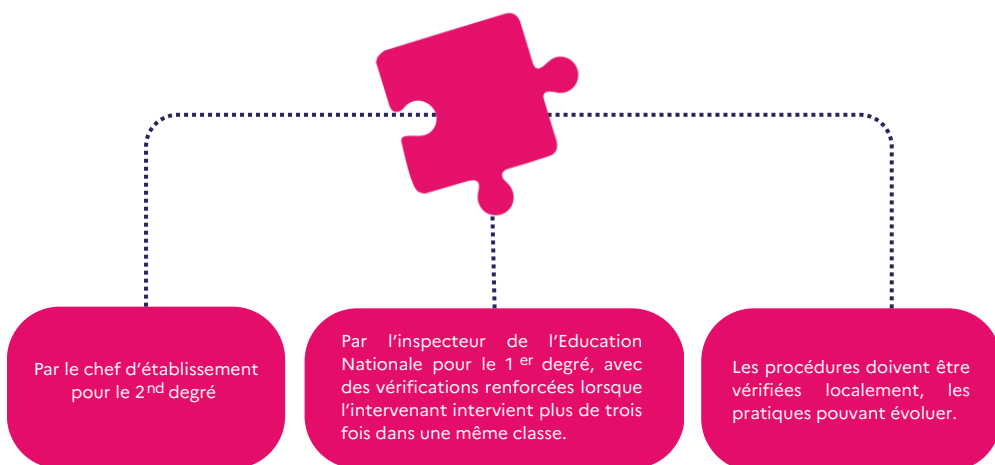 Par le chef d'établissement
pour le 2nd degré
Par l'inspecteur de l'Education
Nationale pour le 1 er degré, avec
des vérifications renforcées lorsque
l'intervenant intervient plus de trois
fois dans une même classe.
Les procédures doivent être
vérifiées localement, les
pratiques pouvant évoluer.